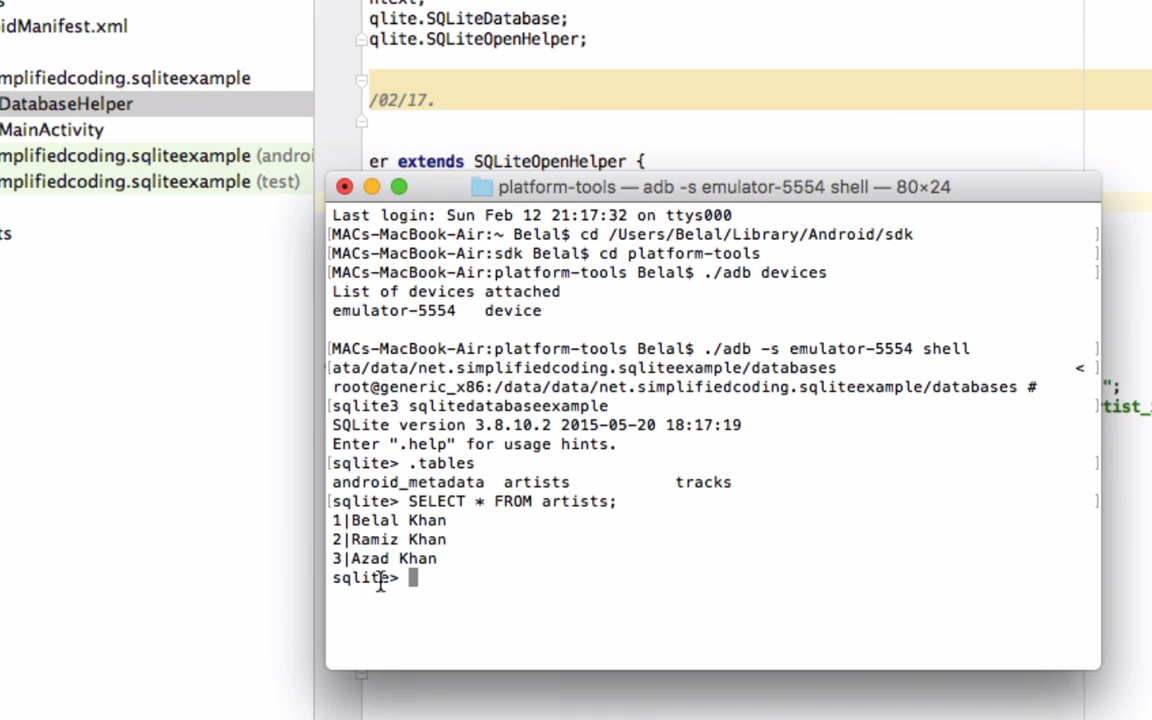 ntext;
qlite.SQLiteDatabase;
qlite.SQLiteOpenHelper;
/02/17.
er extends SQLiteOpenHelper {
idManifest.xml
mplifiedcoding.sqliteexample
DatabaseHelper
MainActivity
mplifiedcoding.sqliteexample (androi
mplifiedcoding.sqliteexample (test)
ts
platform-tools — adb -s emulator-5554 shell — 80×24
Last login: Sun Feb 12 21:17:32 on ttys000
[MACs-MacBook-Air:~ Belal$ cd /Users/Belal/Library/Android/sdk ]
[MACs-MacBook-Air:sdk Belal$ cd platform-tools ]
[MACs-MacBook-Air:platform-tools Belal$ ./adb devices ]
List of devices attached
emulator-5554 device
[MACs-MacBook-Air:platform-tools Belal$ ./adb -s emulator-5554 shell ]
[ata/data/net.simplifiedcoding.sqliteexample/databases < ]
root@generic_x86:/data/data/net.simplifiedcoding.sqliteexample/databases #
[sqlite3 sqlitedatabaseexample ]
SQLite version 3.8.10.2 2015-05-20 18:17:19
Enter ".help" for usage hints.
[sqlite> .tables ]
android_metadata artists tracks
[sqlite> SELECT * FROM artists; ]
1|Belal Khan
2|Ramiz Khan
3|Azad Khan
sqlite>
";
tist_